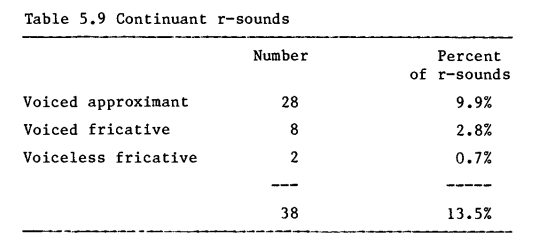 Table 5.9 Continuant r-sounds
Number Percent
of r-sounds
Voiced approximant 28 9.9%
Voiced fricative 8 2.8%
Voiceless fricative 2 0.7%
--- -----
38 13.5%